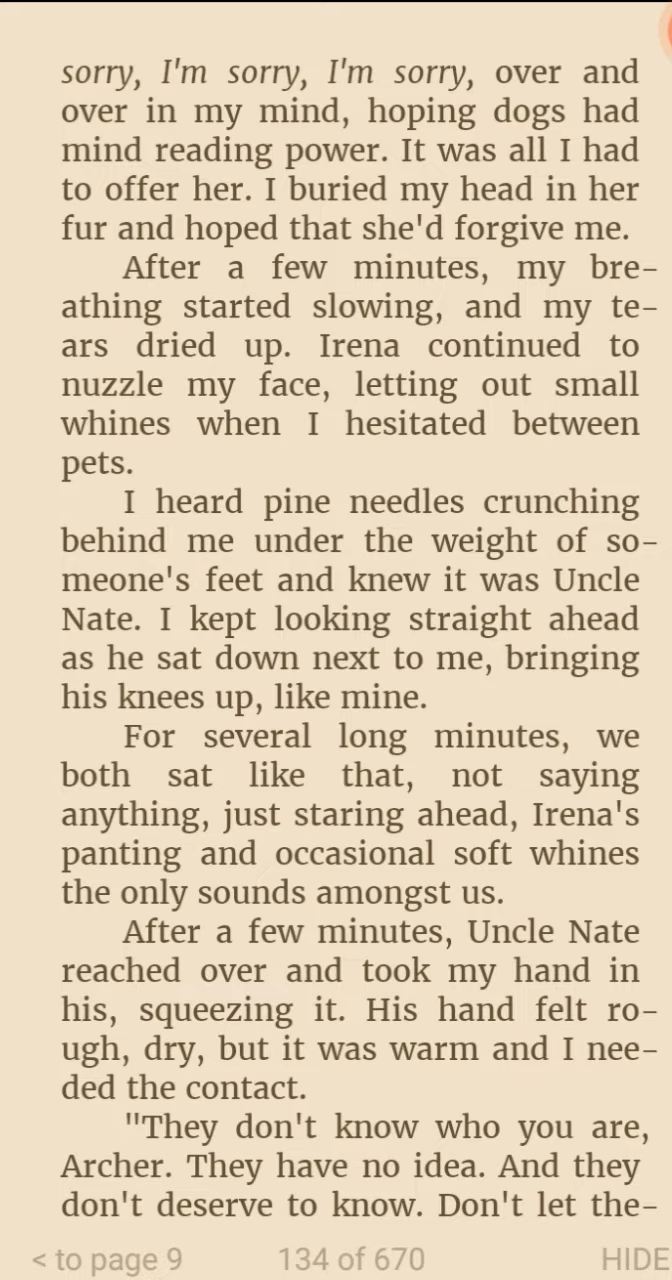 sorry, I'm sorry, I'm sorry, over and
over in my mind, hoping dogs had
mind reading power. It was all I had
to offer her. I buried my head in her
fur and hoped that she'd forgive me.
After a few minutes, my bre-
athing started slowing, and my te-
ars dried up. Irena continued to
nuzzle my face, letting out small
whines when I hesitated between
pets.
I heard pine needles crunching
behind me under the weight of so-
meone's feet and knew it was Uncle
Nate. I kept looking straight ahead
as he sat down next to me, bringing
his knees up, like mine.
For several long minutes, we
both sat like that, not saying
anything, just staring ahead, Irena's
panting and occasional soft whines
the only sounds amongst us.
After a few minutes, Uncle Nate
reached over and took my hand in
his, squeezing it. His hand felt ro-
ugh, dry, but it was warm and I nee-
ded the contact.
"They don't know who you are,
Archer. They have no idea. And they
don't deserve to know. Don't let the-
< to page 9 134 of 670 HIDE